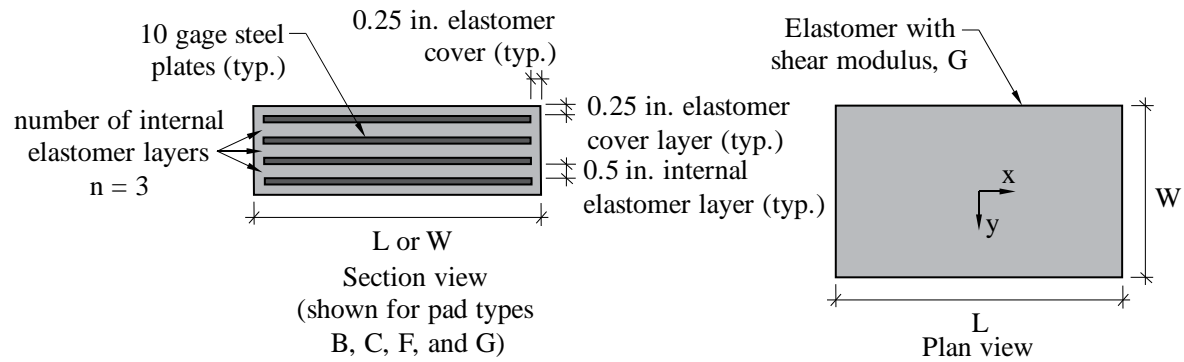 0.25 in. elastomer
cover (typ.)
10 gage steel
plates (typ.)
number of internal
elastomer layers
n = 3
0.25 in. elastomer
cover layer (typ.)
0.5 in. internal
elastomer layer (typ.)
L or W
Section view
(shown for pad types
B, C, F, and G)
Elastomer with
shear modulus, G
x
y
W
L
Plan view